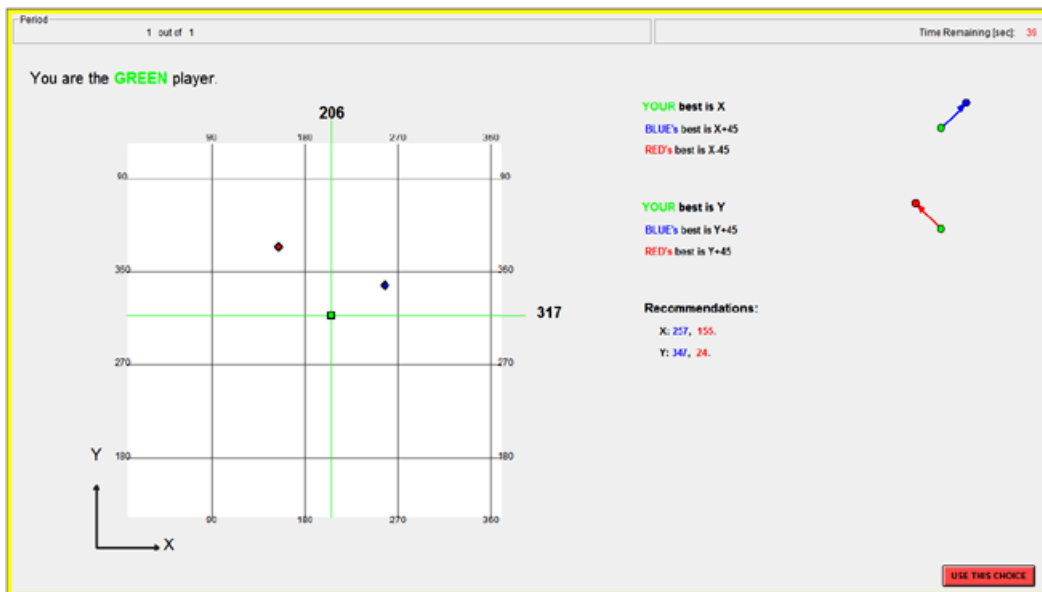 Period
1 out of 1
Time Remaining [sec]: 39
You are the GREEN player.
206
90 180 270 360
90 90
360 360
317
270 270
180 180
90 180 270 360
Y
X
YOUR best is X
BLUE's best is X+45
RED's best is X-45
YOUR best is Y
BLUE's best is Y+45
RED's best is Y+45
Recommendations:
X: 257, 155.
Y: 347, 24.
USE THIS CHOICE